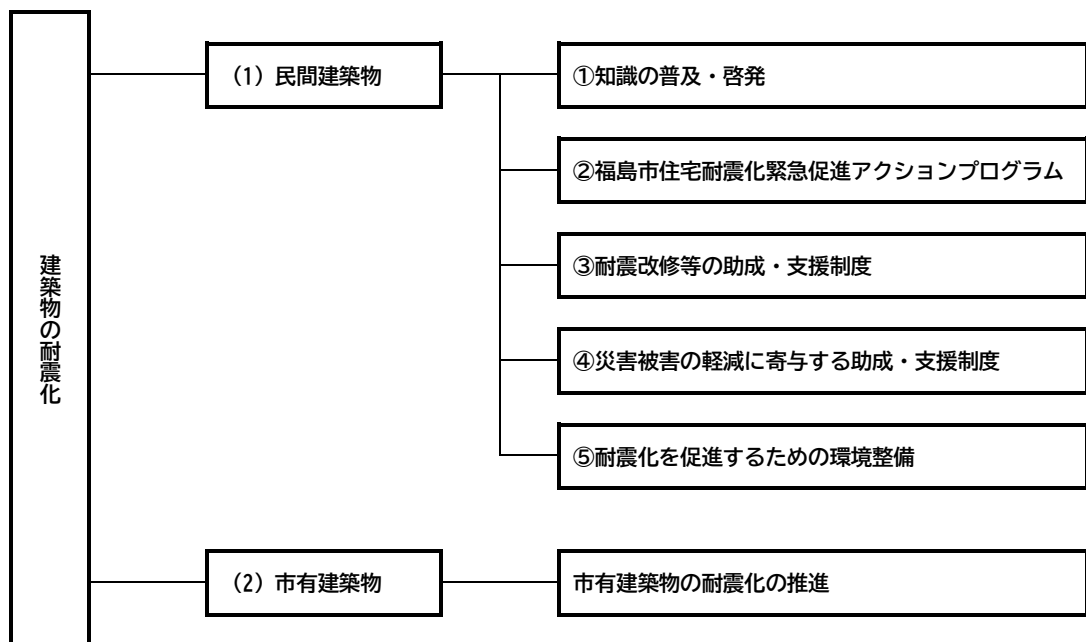 建築物の耐震化
(1) 民間建築物
①知識の普及・啓発
②福島市住宅耐震化緊急促進アクションプログラム
③耐震改修等の助成・支援制度
④災害被害の軽減に寄与する助成・支援制度
⑤耐震化を促進するための環境整備
(2) 市有建築物
市有建築物の耐震化の推進